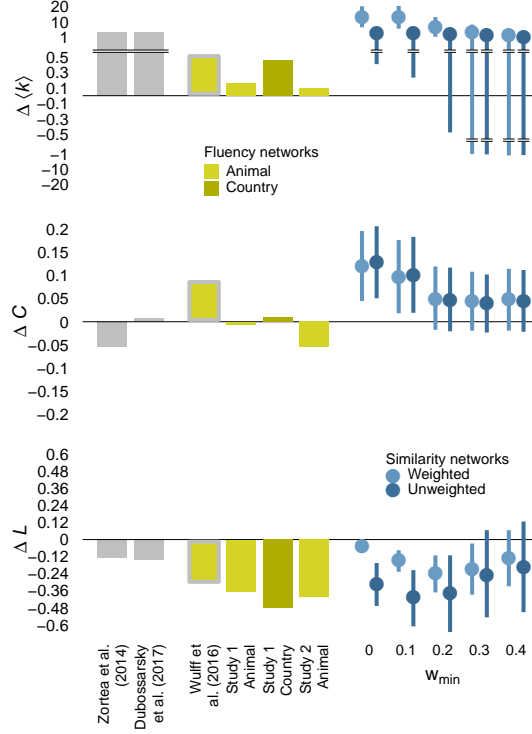 20
10
1
0.5
0.3
0.1
−0.1
−0.3
−0.5
−1
−10
−20
Δ ⟨k⟩
Fluency networks
Animal
Country
0.2
0.15
0.1
0.05
0
−0.05
−0.1
−0.15
−0.2
Δ C
0.6
0.48
0.36
0.24
0.12
0
−0.12
−0.24
−0.36
−0.48
−0.6
Δ L
Similarity networks
Weighted
Unweighted
Zortea et al.
(2014)
Dubossarsky
et al. (2017)
Wulff et
al. (2016)
Study 1
Animal
Study 1
Country
Study 2
Animal
0 0.1 0.2 0.3 0.4
wmin